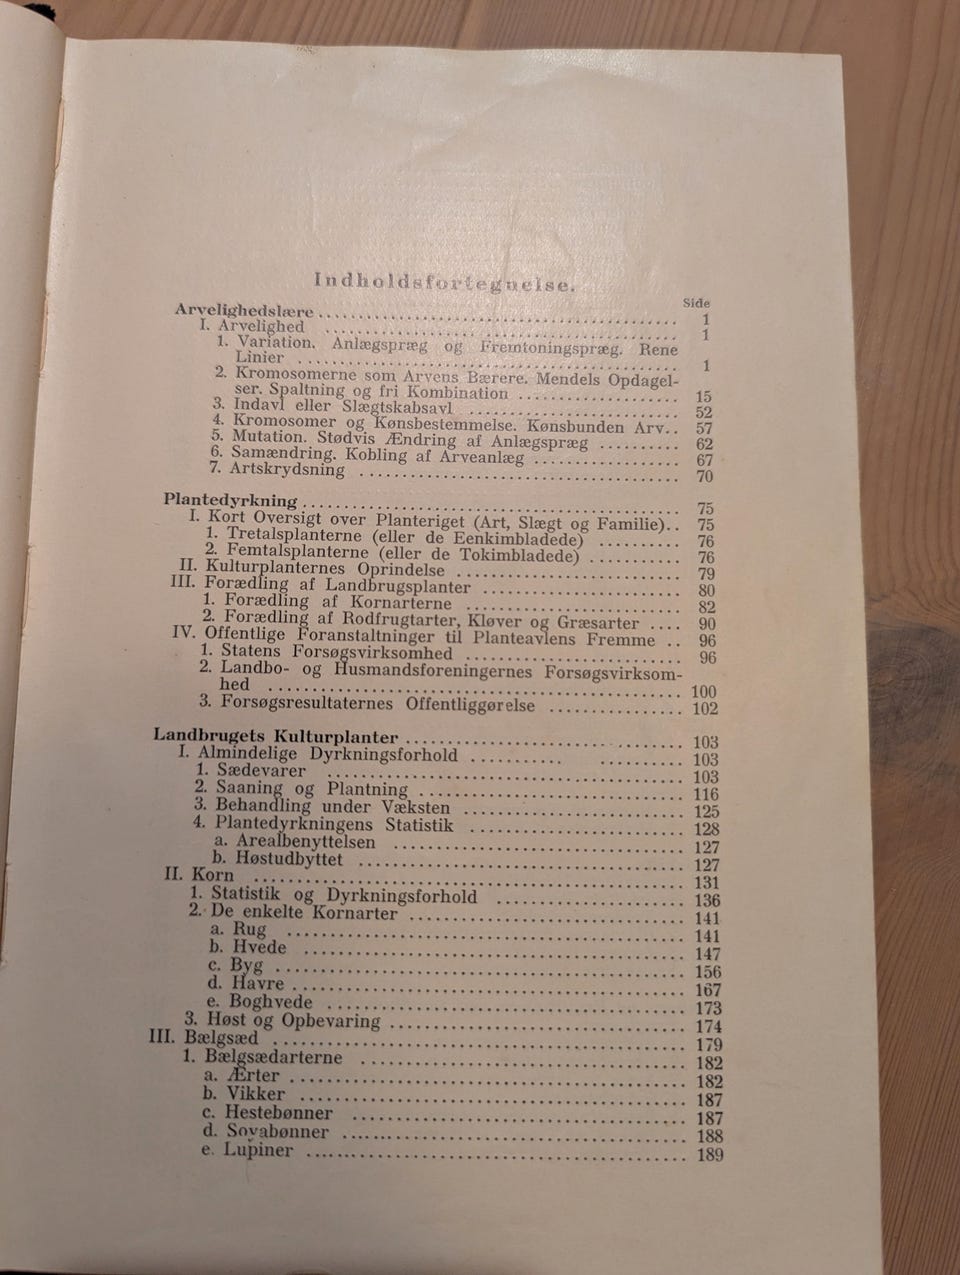 Indholdsfortegnelse.
Side
Arvelighedslære ........................................ 1
I. Arvelighed ........................................ 1
1. Variation. Anlægspræg og Fremtoningspræg. Rene
Linier ........................................ 1
2. Kromosomerne som Arvens Bærere. Mendels Opdagel-
ser. Spaltning og fri Kombination .................... 15
3. Indavl eller Slægtskabsavl .......................... 52
4. Kromosomer og Kønsbestemmelse. Kønsbunden Arv.. 57
5. Mutation. Stødvis Ændring af Anlægspræg .......... 62
6. Samændring. Kobling af Arveanlæg .................. 67
7. Artskrydsning ........................................ 70
Plantedyrkning ........................................ 75
I. Kort Oversigt over Planteriget (Art, Slægt og Familie).. 75
1. Tretalsplanterne (eller de Eenkimbladede) .......... 76
2. Femtalsplanterne (eller de Tokimbladede) ........... 76
II. Kulturplanternes Oprindelse .......................... 79
III. Forædling af Landbrugsplanter ...................... 80
1. Forædling af Kornarterne .......................... 82
2. Forædling af Rodfrugtarter, Kløver og Græsarter .... 90
IV. Offentlige Foranstaltninger til Planteavlens Fremme .. 96
1. Statens Forsøgsvirksomhed .......................... 96
2. Landbo- og Husmandsforeningernes Forsøgsvirksom-
hed ........................................ 100
3. Forsøgsresultaternes Offentliggørelse ................ 102
Landbrugets Kulturplanter .............................. 103
I. Almindelige Dyrkningsforhold ........... .......... 103
1. Sædevarer ........................................ 103
2. Saaning og Plantning .............................. 116
3. Behandling under Væksten .......................... 125
4. Plantedyrkningens Statistik .......................... 128
a. Arealbenyttelsen .............................. 127
b. Høstudbyttet .................................. 127
II. Korn ........................................ 131
1. Statistik og Dyrkningsforhold ...................... 136
2. De enkelte Kornarter .............................. 141
a. Rug ........................................ 141
b. Hvede ........................................ 147
c. Byg ........................................ 156
d. Havre ........................................ 167
e. Boghvede ........................................ 173
3. Høst og Opbevaring .............................. 174
III. Bælgsæd ........................................ 179
1. Bælgsædarterne .................................. 182
a. Ærter ........................................ 182
b. Vikker ........................................ 187
c. Hestebønner .................................. 187
d. Soyabønner .................................. 188
e. Lupiner ........................................ 189